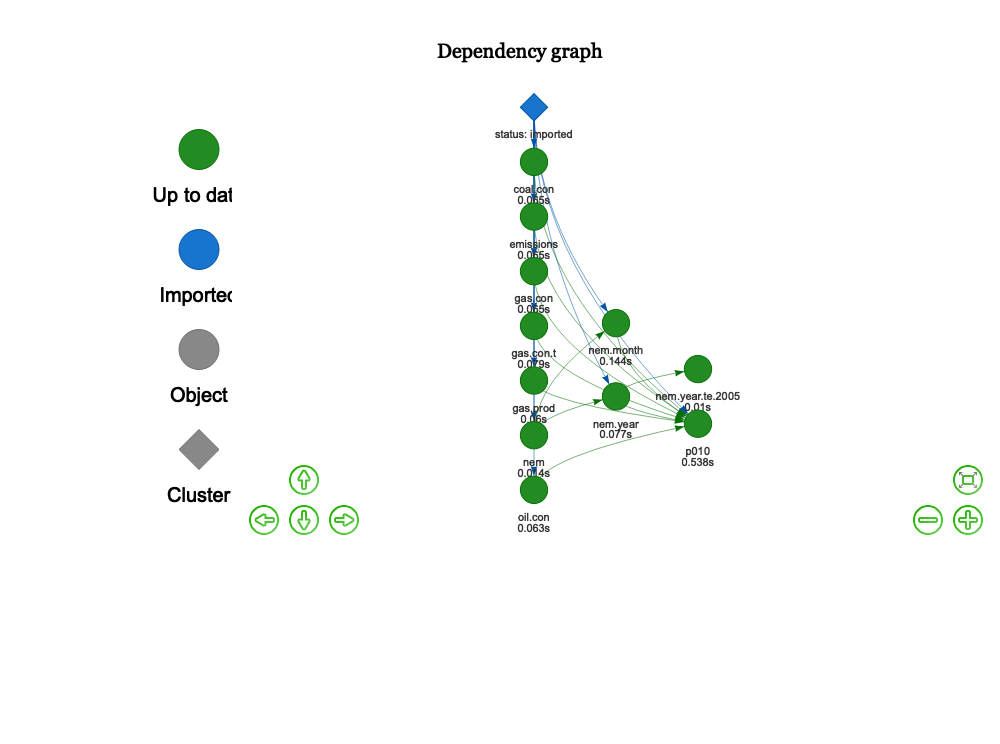 Dependency graph
Up to dat
Imported
Object
Cluster
status: imported
coal.con
0.065s
emissions
0.065s
gas.con
0.065s
gas.con.t
0.079s
gas.prod
0.06s
nem
0.014s
oil.con
0.063s
nem.month
0.144s
nem.year
0.077s
nem.year.te.2005
0.01s
p010
0.538s